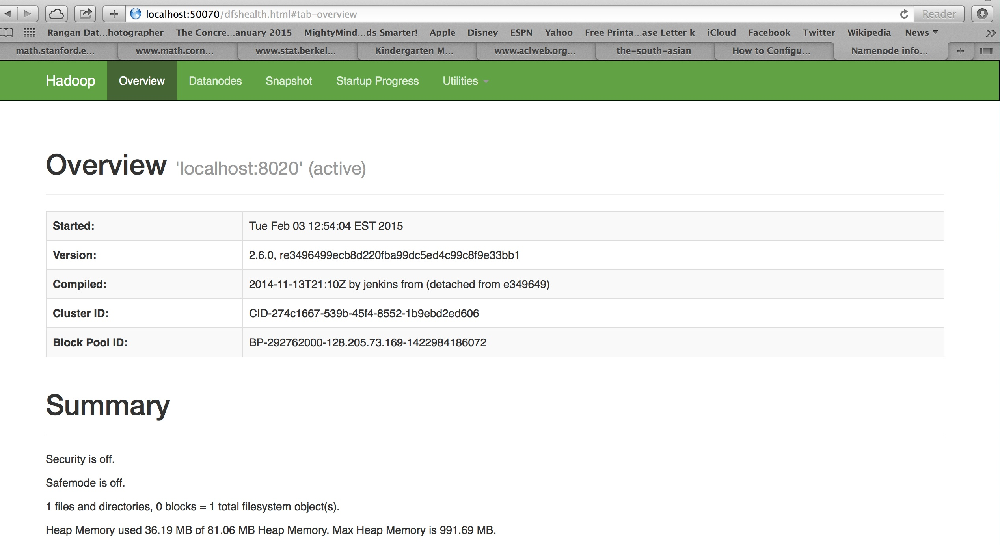 localhost:50070/dfshealth.html#tab-overview
Reader
Rangan Dat...hotographer The Concre...anuary 2015 MightyMind...ds Smarter! Apple Disney ESPN Yahoo Free Printa...ase Letter k iCloud Facebook Twitter Wikipedia News
math.stanford.e... www.math.corn... www.stat.berkel... Kindergarten M... www.aclweb.org... the-south-asian How to Configu... Namenode info...
Hadoop Overview Datanodes Snapshot Startup Progress Utilities
Overview 'localhost:8020' (active)
Started: Tue Feb 03 12:54:04 EST 2015
Version: 2.6.0, re3496499ecb8d220fba99dc5ed4c99c8f9e33bb1
Compiled: 2014-11-13T21:10Z by jenkins from (detached from e349649)
Cluster ID: CID-274c1667-539b-45f4-8552-1b9ebd2ed606
Block Pool ID: BP-292762000-128.205.73.169-1422984186072
Summary
Security is off.
Safemode is off.
1 files and directories, 0 blocks = 1 total filesystem object(s).
Heap Memory used 36.19 MB of 81.06 MB Heap Memory. Max Heap Memory is 991.69 MB.